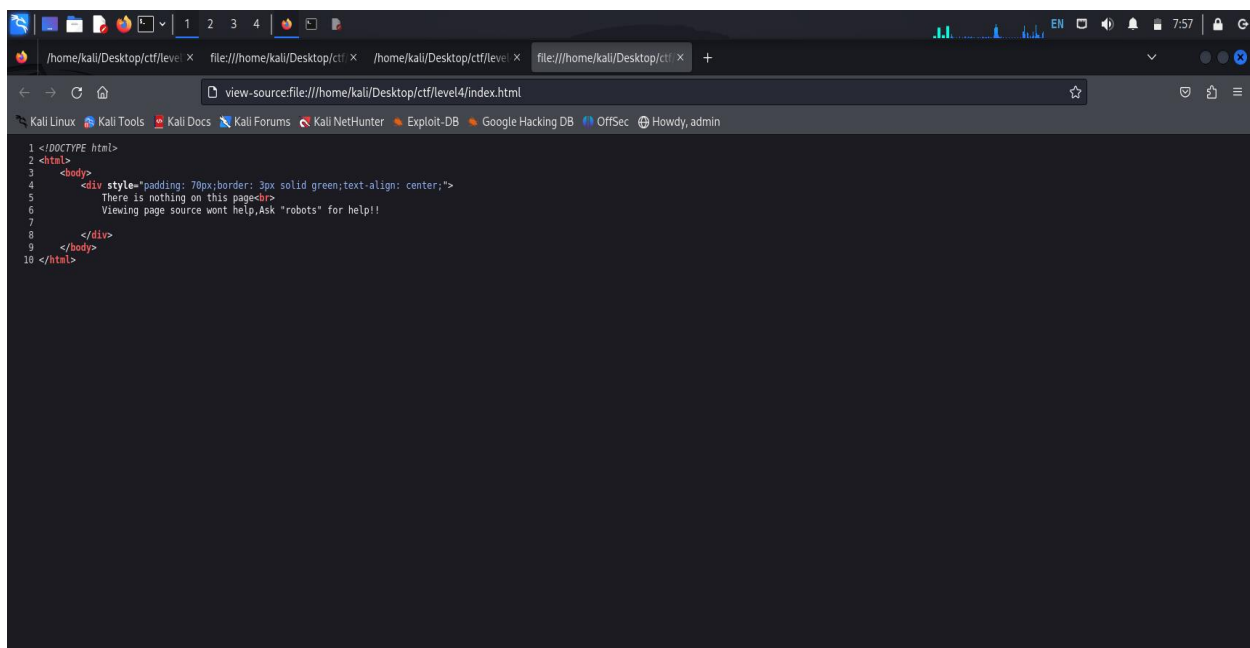 1 2 3 4 EN 7:57
/home/kali/Desktop/ctf/level file:///home/kali/Desktop/ctf/ /home/kali/Desktop/ctf/level file:///home/kali/Desktop/ctf/
view-source:file:///home/kali/Desktop/ctf/level4/index.html
Kali Linux Kali Tools Kali Docs Kali Forums Kali NetHunter Exploit-DB Google Hacking DB OffSec Howdy, admin
1 <!DOCTYPE html>
2 <html>
3 <body>
4 <div style="padding: 70px;border: 3px solid green;text-align: center;">
5 There is nothing on this page<br>
6 Viewing page source wont help,Ask "robots" for help!!
7
8 </div>
9 </body>
10 </html>